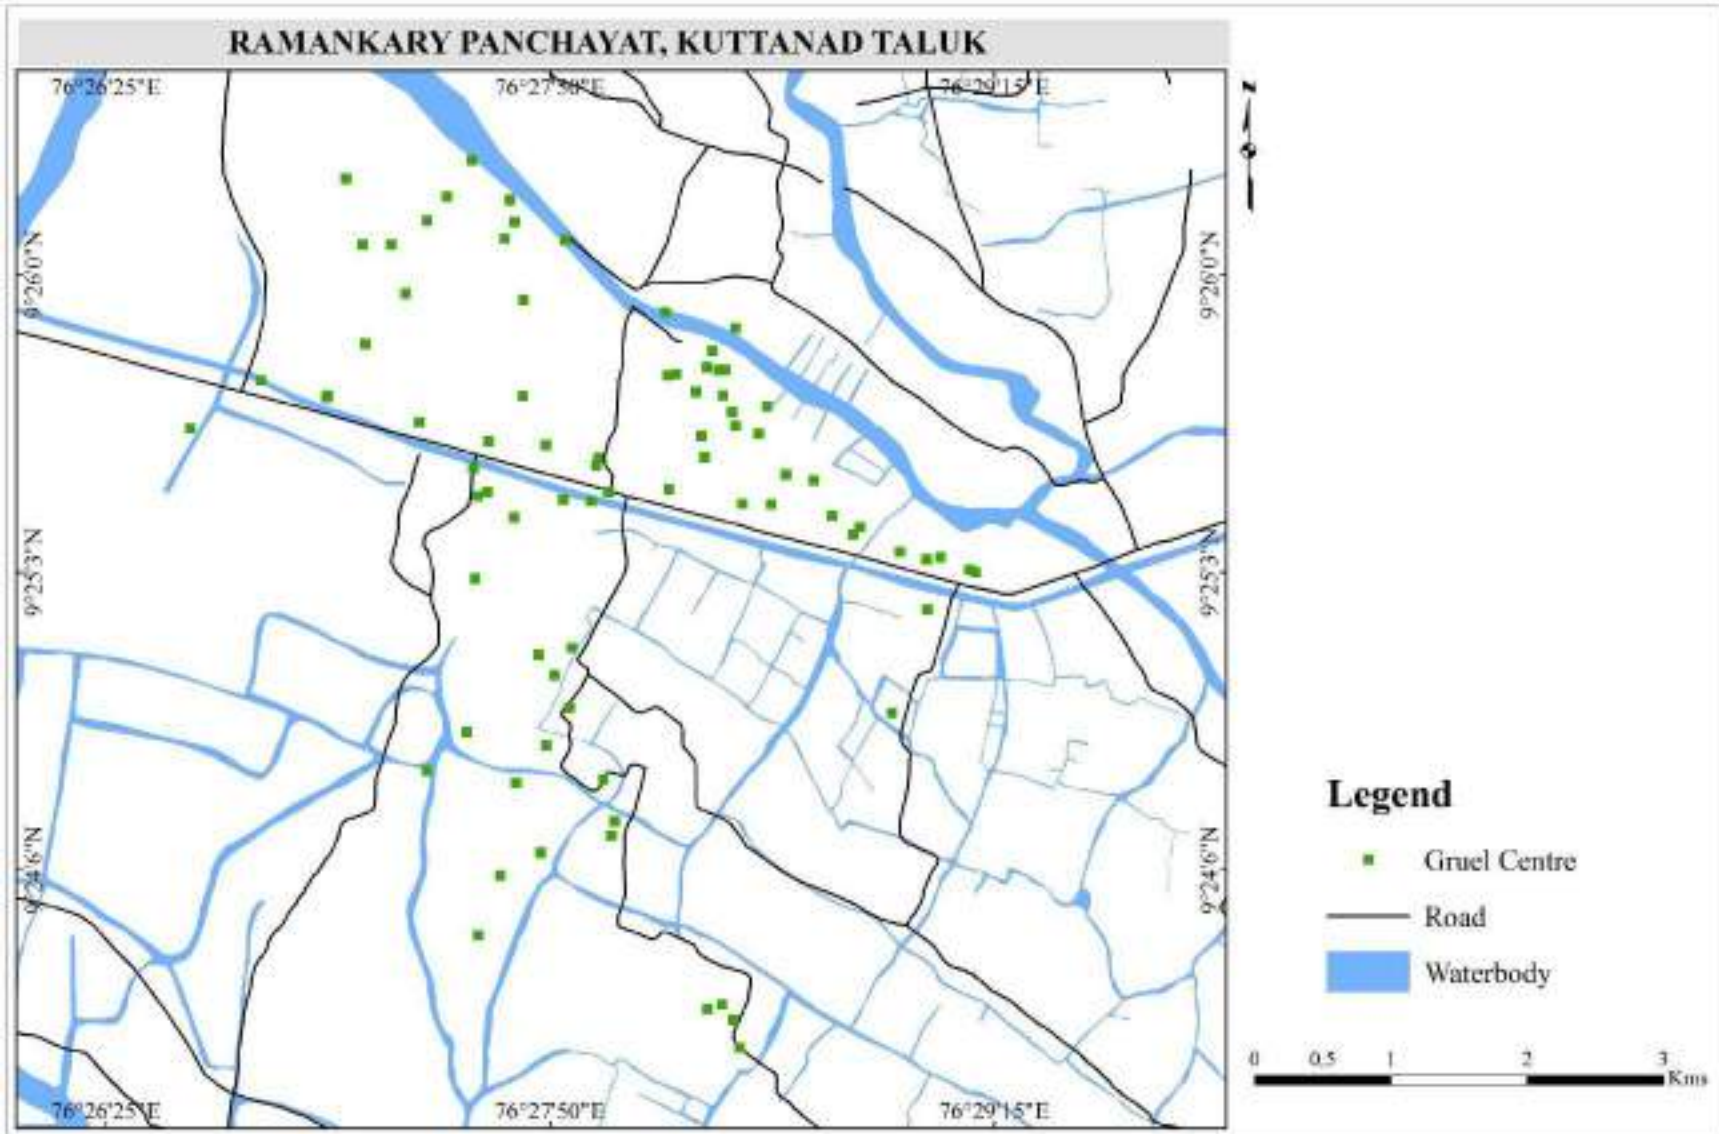 RAMANKARY PANCHAYAT, KUTTANAD TALUK
76°26'25"E
76°27'50"E
76°29'15"E
N
9°26'0"N
9°26'0"N
9°25'3"N
9°25'3"N
9°24'6"N
9°24'6"N
76°26'25"E
76°27'50"E
76°29'15"E
Legend
Gruel Centre
Road
Waterbody
0 0.5 1 2 3
Kms